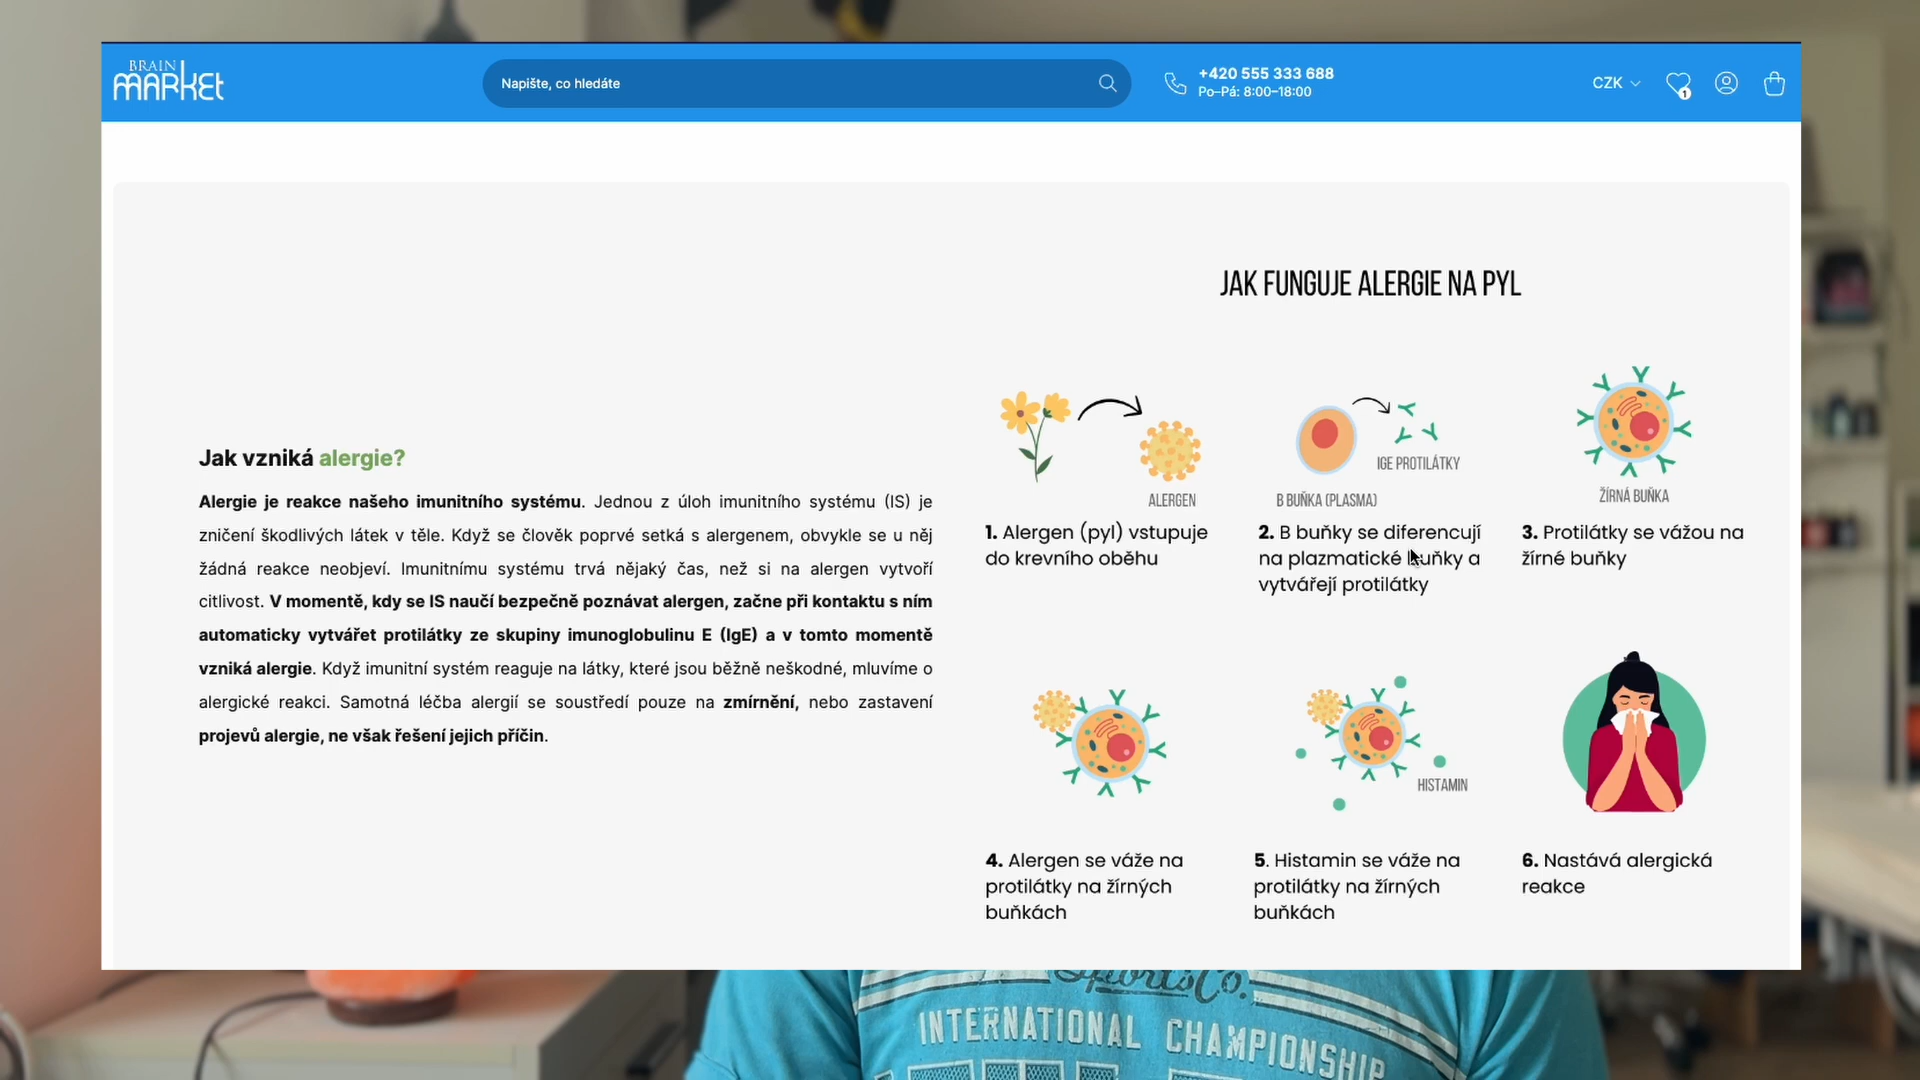 BRAIN
MARKET
Napište, co hledáte
+420 555 333 688
Po–Pá: 8:00–18:00
CZK
1
Jak vzniká alergie?
Alergie je reakce našeho imunitního systému. Jednou z úloh imunitního systému (IS) je
zničení škodlivých látek v těle. Když se člověk poprvé setká s alergenem, obvykle se u něj
žádná reakce neobjeví. Imunitnímu systému trvá nějaký čas, než si na alergen vytvoří
citlivost. V momentě, kdy se IS naučí bezpečně poznávat alergen, začne při kontaktu s ním
automaticky vytvářet protilátky ze skupiny imunoglobulinu E (IgE) a v tomto momentě
vzniká alergie. Když imunitní systém reaguje na látky, které jsou běžně neškodné, mluvíme o
alergické reakci. Samotná léčba alergií se soustředí pouze na zmírnění, nebo zastavení
projevů alergie, ne však řešení jejich příčin.
JAK FUNGUJE ALERGIE NA PYL
ALERGEN
1. Alergen (pyl) vstupuje
do krevního oběhu
IGE PROTILÁTKY
B BUŇKA (PLASMA)
2. B buňky se diferencují
na plazmatické buňky a
vytvářejí protilátky
ŽÍRNÁ BUŇKA
3. Protilátky se vážou na
žírné buňky
4. Alergen se váže na
protilátky na žírných
buňkách
HISTAMIN
5. Histamin se váže na
protilátky na žírných
buňkách
6. Nastává alergická
reakce
SportsCo.
INTERNATIONAL CHAMPIONSHIP